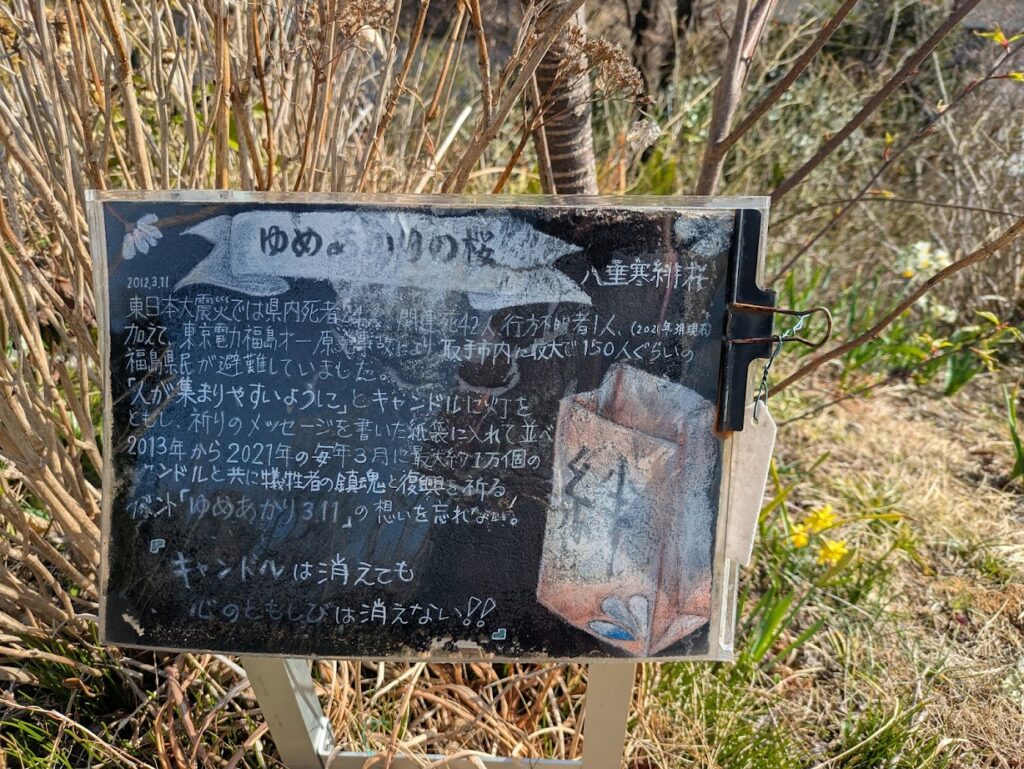 ゆめあかりの桜
八重寒緋桜
2012.3.11
東日本大震災では県内死者24人、関連死42人、行方不明者1人、(2021年現在)
加えて、東京電力福島オ一原発事故により、取手市内に最大で150人ぐらいの
福島県民が避難していました。
「人が集まりやすいように」とキャンドルに灯を
ともし 祈りのメッセージを書いた紙袋に入れて並べ
2013年から2021年の毎年3月に最大約1万個の
キャンドルと共に犠牲者の鎮魂と復興を祈る
イベント「ゆめあかり311」の想いを忘れない!
絆
キャンドルは消えても
心のともしびは消えない!!